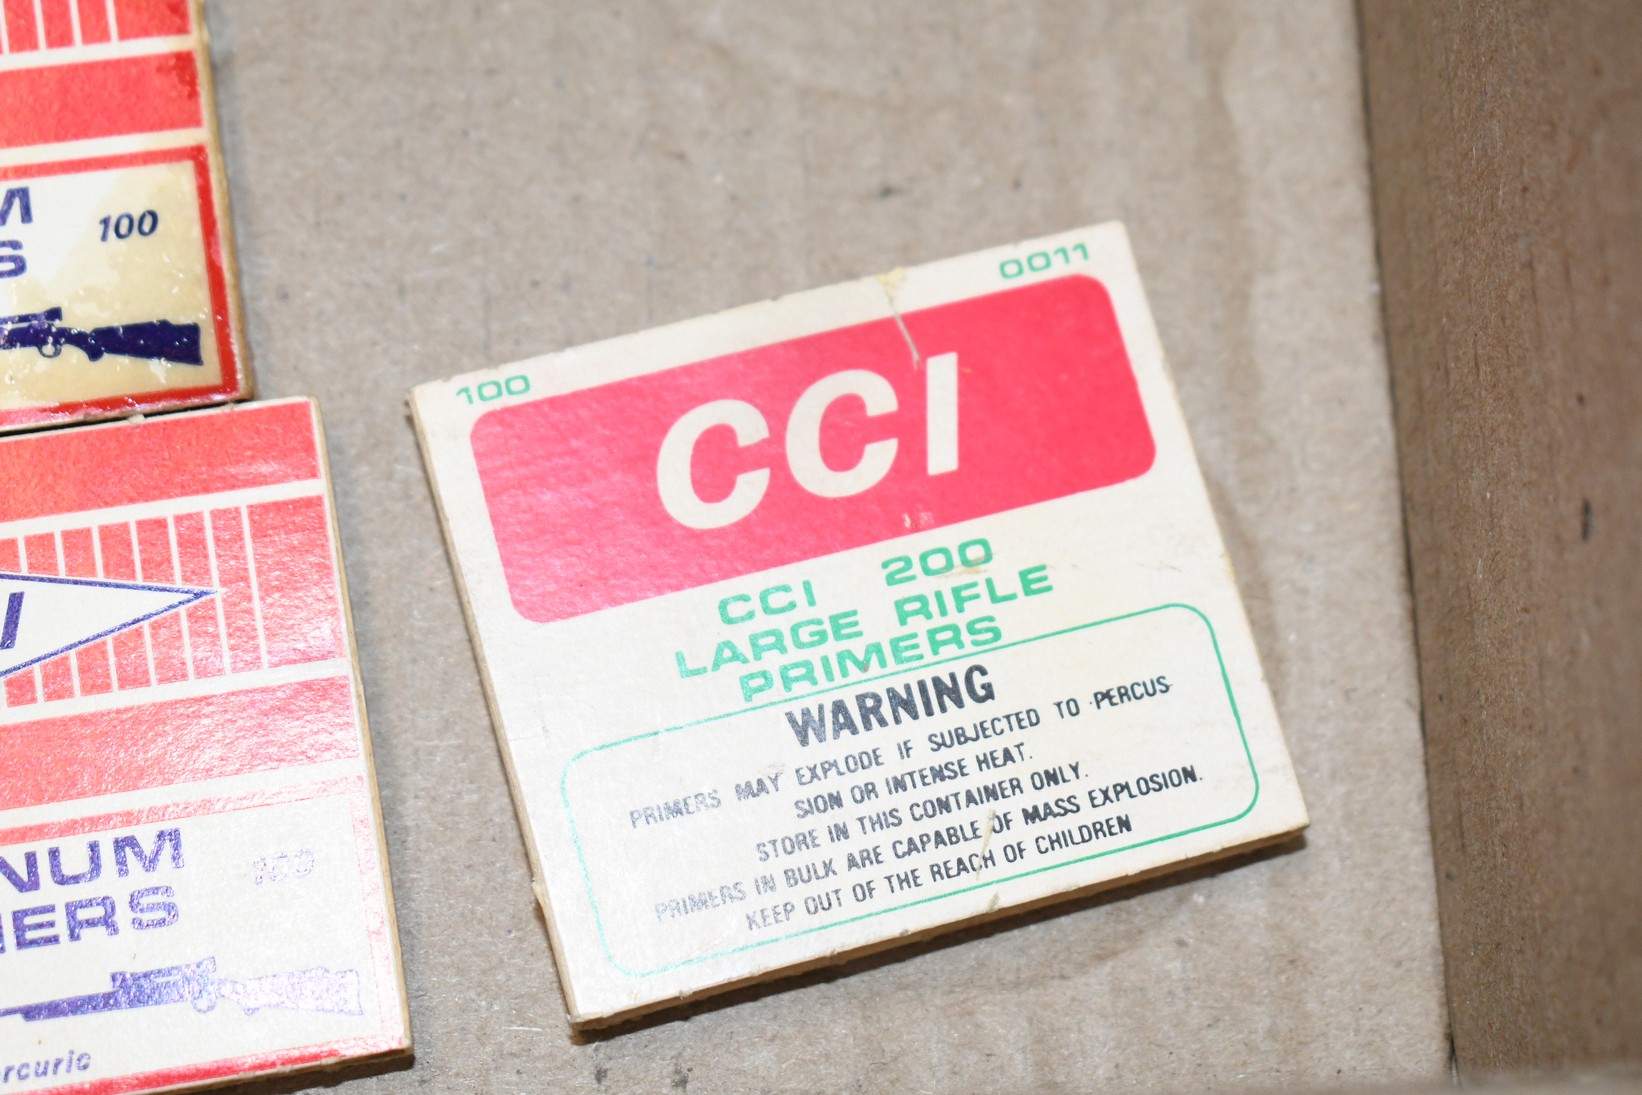 M 100
S
100 0011
CCI
CCI 200
LARGE RIFLE
PRIMERS
WARNING
PRIMERS MAY EXPLODE IF SUBJECTED TO PERCUS-
SION OR INTENSE HEAT.
STORE IN THIS CONTAINER ONLY.
PRIMERS IN BULK ARE CAPABLE OF MASS EXPLOSION.
KEEP OUT OF THE REACH OF CHILDREN
I
NUM 100
ERS
rcuric